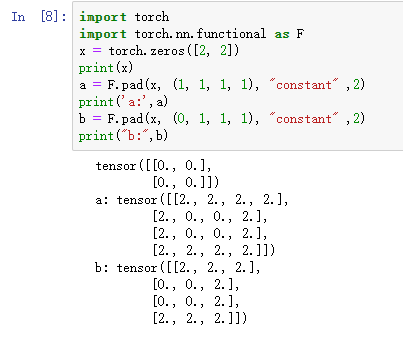 In [8]: import torch
import torch.nn.functional as F
x = torch.zeros([2, 2])
print(x)
a = F.pad(x, (1, 1, 1, 1), "constant" ,2)
print('a:',a)
b = F.pad(x, (0, 1, 1, 1), "constant" ,2)
print("b:",b)
tensor([[0., 0.],
[0., 0.]])
a: tensor([[2., 2., 2., 2.],
[2., 0., 0., 2.],
[2., 0., 0., 2.],
[2., 2., 2., 2.]])
b: tensor([[2., 2., 2.],
[0., 0., 2.],
[0., 0., 2.],
[2., 2., 2.]])